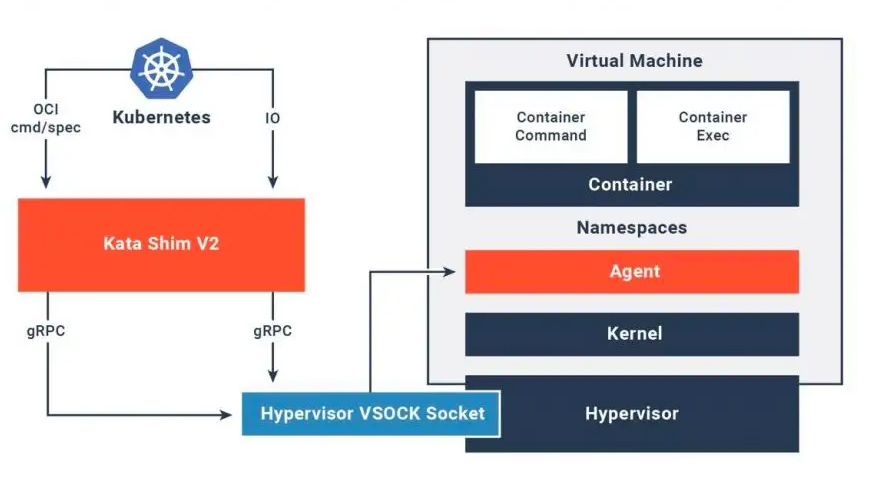 Kubernetes
OCI
cmd/spec
IO
Kata Shim V2
gRPC
gRPC
Hypervisor VSOCK Socket
Virtual Machine
Container
Command
Container
Exec
Container
Namespaces
Agent
Kernel
Hypervisor